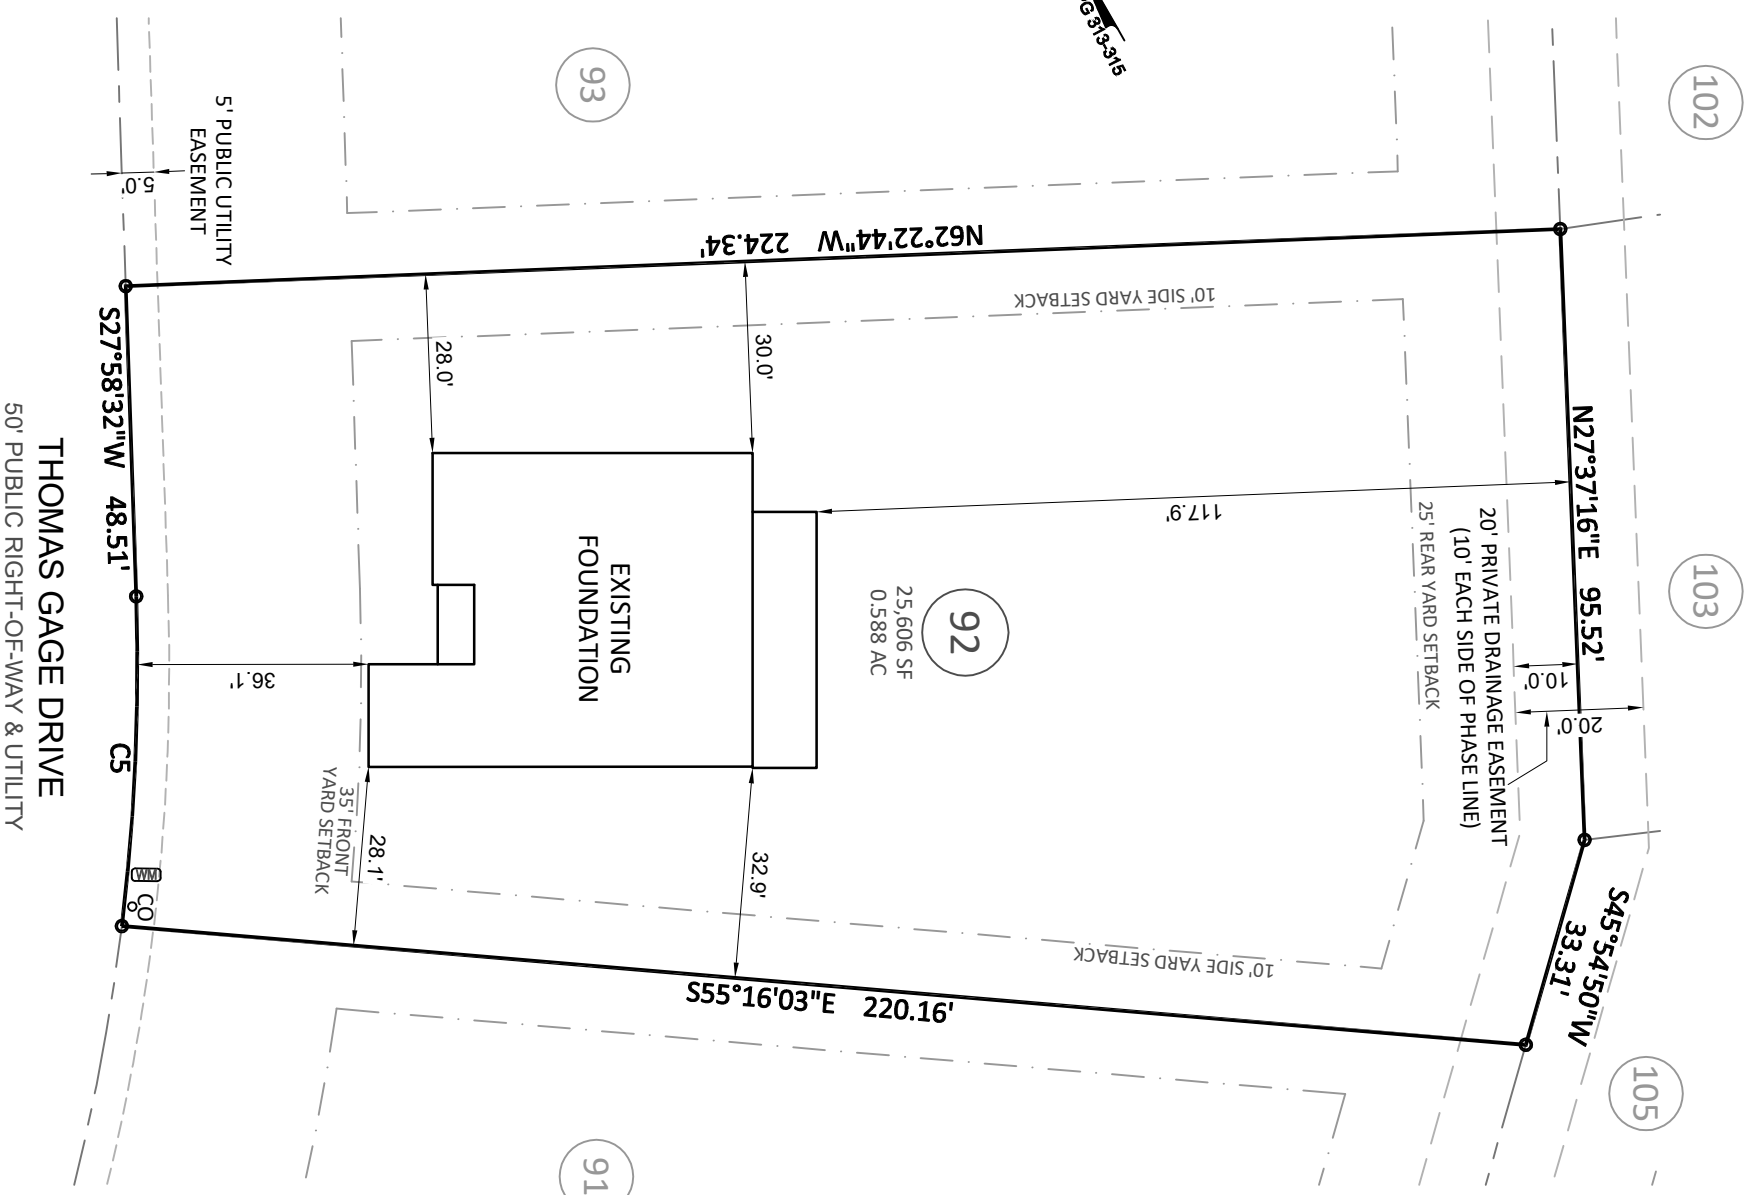 G 313-315
93
102
5' PUBLIC UTILITY
EASEMENT
5.0'
N62°22'44"W 224.34'
10' SIDE YARD SETBACK
28.0'
30.0'
S27°58'32"W 48.51'
N27°37'16"E 95.52'
117.9'
THOMAS GAGE DRIVE
50' PUBLIC RIGHT-OF-WAY & UTILITY
EXISTING
FOUNDATION
92
25,606 SF
0.588 AC
25' REAR YARD SETBACK
20' PRIVATE DRAINAGE EASEMENT
(10' EACH SIDE OF PHASE LINE)
103
10.0'
20.0'
36.1'
C5
35' FRONT
YARD SETBACK
28.1'
32.9'
WM
CO
10' SIDE YARD SETBACK
S55°16'03"E 220.16'
S45°54'50"W
33.31'
105
91